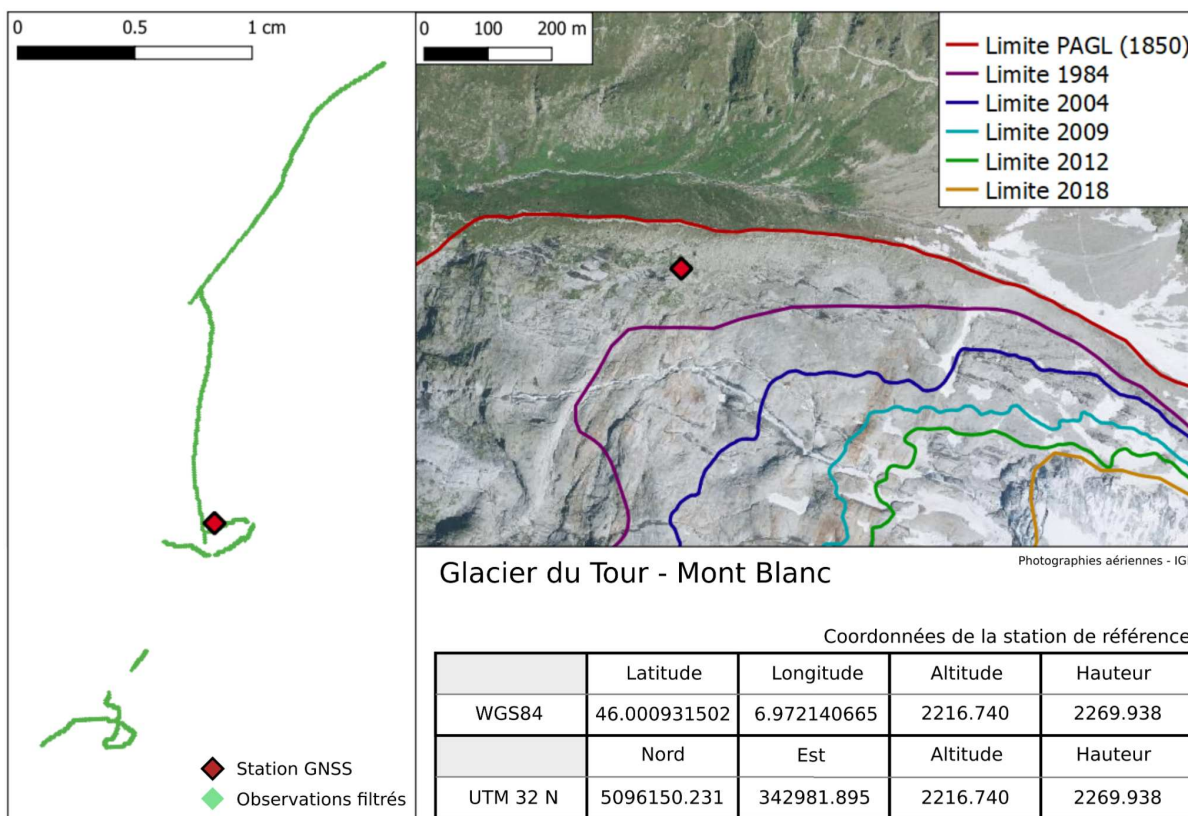 0 0.5 1 cm
0 100 200 m
Limite PAGL (1850)
Limite 1984
Limite 2004
Limite 2009
Limite 2012
Limite 2018
Photographies aériennes - IG
Glacier du Tour - Mont Blanc
Coordonnées de la station de référence
Latitude Longitude Altitude Hauteur
WGS84 46.000931502 6.972140665 2216.740 2269.938
Nord Est Altitude Hauteur
UTM 32 N 5096150.231 342981.895 2216.740 2269.938
Station GNSS
Observations filtrés